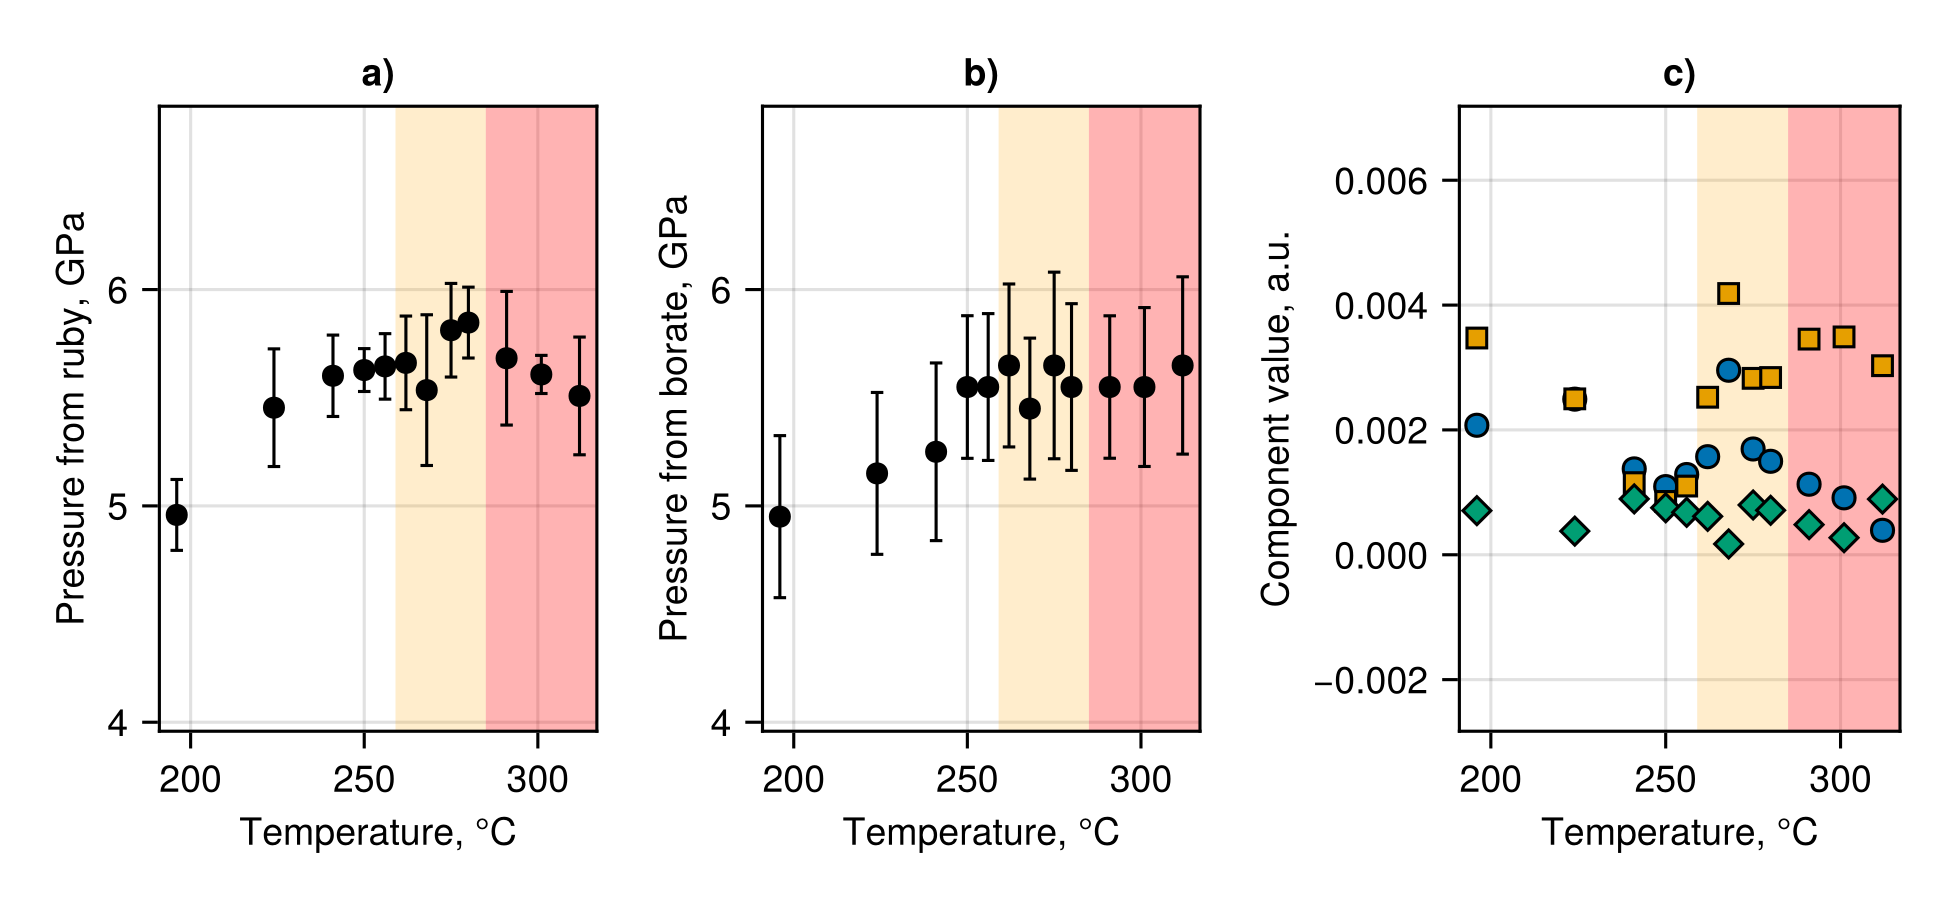 a)
Pressure from ruby, GPa
6
5
4
200 250 300
Temperature, °C
b)
Pressure from borate, GPa
6
5
4
200 250 300
Temperature, °C
c)
Component value, a.u.
0.006
0.004
0.002
0.000
−0.002
200 250 300
Temperature, °C